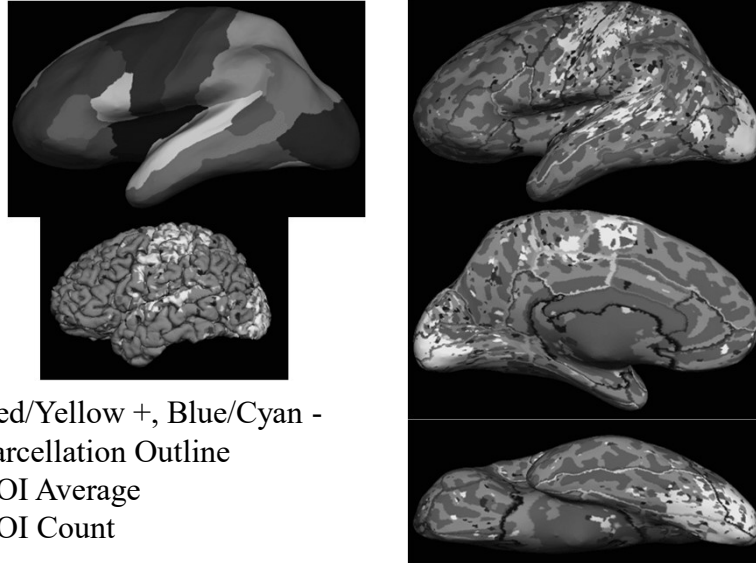 ed/Yellow +, Blue/Cyan -
arcellation Outline
OI Average
OI Count